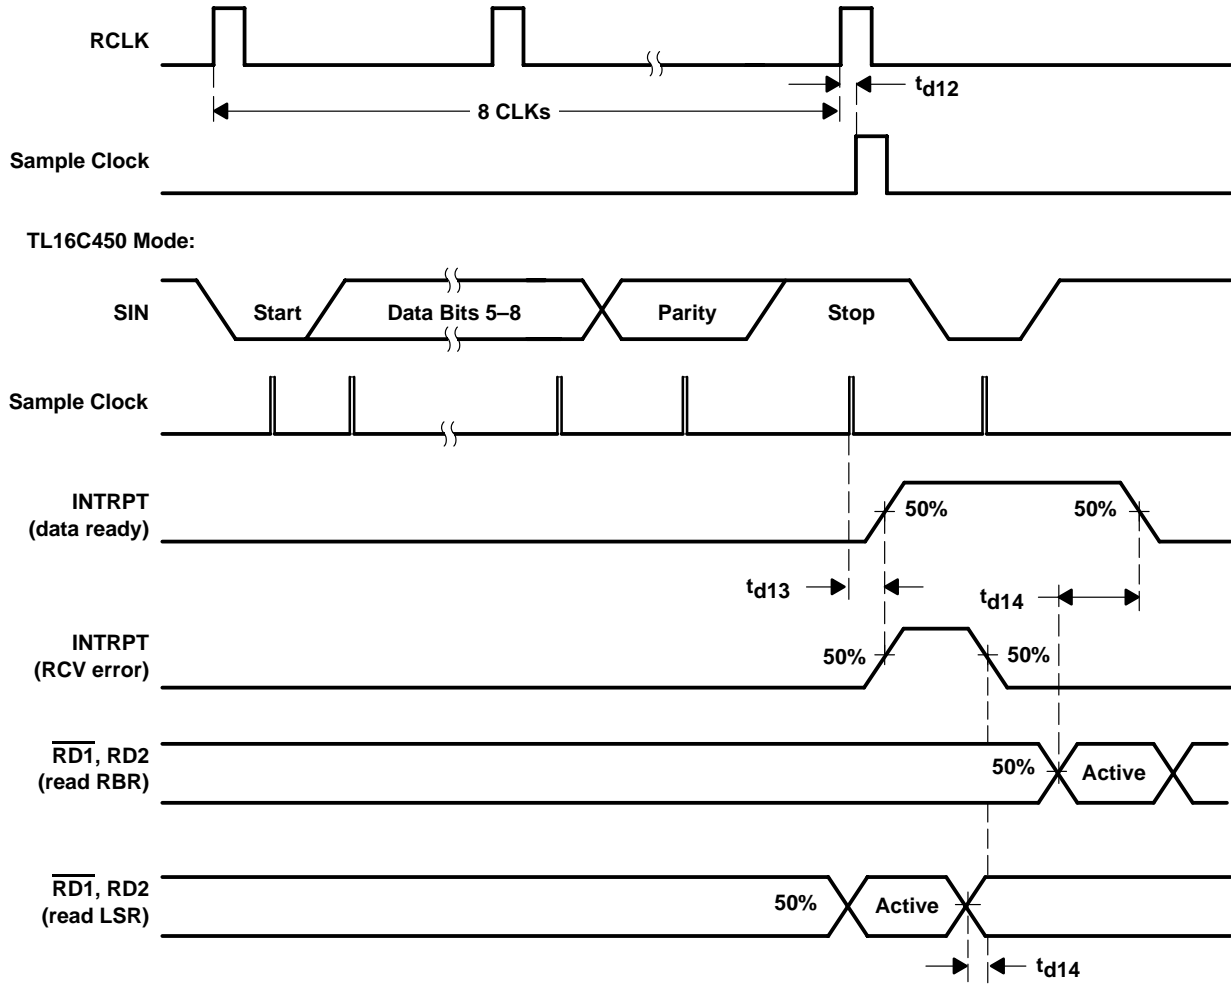 RCLK
td12
8 CLKs
Sample Clock
TL16C450 Mode:
SIN
Start
Data Bits 5–8
Parity
Stop
Sample Clock
INTRPT
(data ready)
50%
50%
td13
td14
INTRPT
(RCV error)
50%
50%
RD1, RD2
(read RBR)
50%
Active
RD1, RD2
(read LSR)
50%
Active
td14